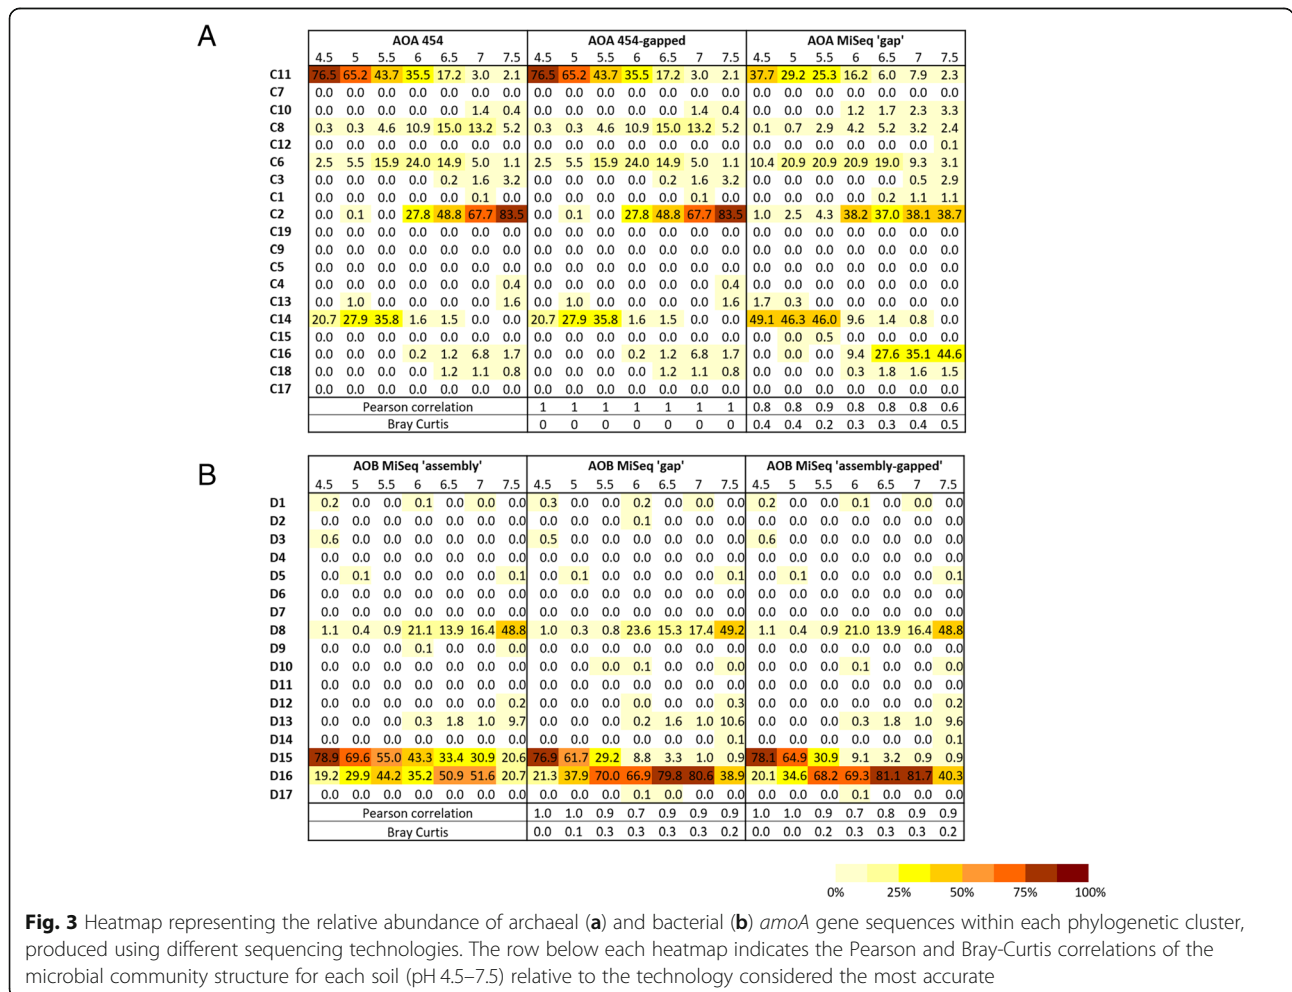 A
AOA 454 AOA 454-gapped AOA MiSeq 'gap'
4.5 5 5.5 6 6.5 7 7.5 4.5 5 5.5 6 6.5 7 7.5 4.5 5 5.5 6 6.5 7 7.5
C11 76.5 65.2 43.7 35.5 17.2 3.0 2.1 76.5 65.2 43.7 35.5 17.2 3.0 2.1 37.7 29.2 25.3 16.2 6.0 7.9 2.3
C7 0.0 0.0 0.0 0.0 0.0 0.0 0.0 0.0 0.0 0.0 0.0 0.0 0.0 0.0 0.0 0.0 0.0 0.0 0.0 0.0 0.0
C10 0.0 0.0 0.0 0.0 0.0 1.4 0.4 0.0 0.0 0.0 0.0 0.0 1.4 0.4 0.0 0.0 0.0 1.2 1.7 2.3 3.3
C8 0.3 0.3 4.6 10.9 15.0 13.2 5.2 0.3 0.3 4.6 10.9 15.0 13.2 5.2 0.1 0.7 2.9 4.2 5.2 3.2 2.4
C12 0.0 0.0 0.0 0.0 0.0 0.0 0.0 0.0 0.0 0.0 0.0 0.0 0.0 0.0 0.0 0.0 0.0 0.0 0.0 0.0 0.1
C6 2.5 5.5 15.9 24.0 14.9 5.0 1.1 2.5 5.5 15.9 24.0 14.9 5.0 1.1 10.4 20.9 20.9 20.9 19.0 9.3 3.1
C3 0.0 0.0 0.0 0.0 0.2 1.6 3.2 0.0 0.0 0.0 0.0 0.2 1.6 3.2 0.0 0.0 0.0 0.0 0.0 0.5 2.9
C1 0.0 0.0 0.0 0.0 0.0 0.1 0.0 0.0 0.0 0.0 0.0 0.0 0.1 0.0 0.0 0.0 0.0 0.0 0.2 1.1 1.1
C2 0.0 0.1 0.0 27.8 48.8 67.7 83.5 0.0 0.1 0.0 27.8 48.8 67.7 83.5 1.0 2.5 4.3 38.2 37.0 38.1 38.7
C19 0.0 0.0 0.0 0.0 0.0 0.0 0.0 0.0 0.0 0.0 0.0 0.0 0.0 0.0 0.0 0.0 0.0 0.0 0.0 0.0 0.0
C9 0.0 0.0 0.0 0.0 0.0 0.0 0.0 0.0 0.0 0.0 0.0 0.0 0.0 0.0 0.0 0.0 0.0 0.0 0.0 0.0 0.0
C5 0.0 0.0 0.0 0.0 0.0 0.0 0.0 0.0 0.0 0.0 0.0 0.0 0.0 0.0 0.0 0.0 0.0 0.0 0.0 0.0 0.0
C4 0.0 0.0 0.0 0.0 0.0 0.0 0.4 0.0 0.0 0.0 0.0 0.0 0.0 0.4 0.0 0.0 0.0 0.0 0.0 0.0 0.0
C13 0.0 1.0 0.0 0.0 0.0 0.0 1.6 0.0 1.0 0.0 0.0 0.0 0.0 1.6 1.7 0.3 0.0 0.0 0.0 0.0 0.0
C14 20.7 27.9 35.8 1.6 1.5 0.0 0.0 20.7 27.9 35.8 1.6 1.5 0.0 0.0 49.1 46.3 46.0 9.6 1.4 0.8 0.0
C15 0.0 0.0 0.0 0.0 0.0 0.0 0.0 0.0 0.0 0.0 0.0 0.0 0.0 0.0 0.0 0.0 0.5 0.0 0.0 0.0 0.0
C16 0.0 0.0 0.0 0.2 1.2 6.8 1.7 0.0 0.0 0.0 0.2 1.2 6.8 1.7 0.0 0.0 0.0 9.4 27.6 35.1 44.6
C18 0.0 0.0 0.0 0.0 1.2 1.1 0.8 0.0 0.0 0.0 0.0 1.2 1.1 0.8 0.0 0.0 0.0 0.3 1.8 1.6 1.5
C17 0.0 0.0 0.0 0.0 0.0 0.0 0.0 0.0 0.0 0.0 0.0 0.0 0.0 0.0 0.0 0.0 0.0 0.0 0.0 0.0 0.0
Pearson correlation 1 1 1 1 1 1 1 0.8 0.8 0.9 0.8 0.8 0.8 0.6
Bray Curtis 0 0 0 0 0 0 0 0.4 0.4 0.2 0.3 0.3 0.4 0.5
B
AOB MiSeq 'assembly' AOB MiSeq 'gap' AOB MiSeq 'assembly-gapped'
4.5 5 5.5 6 6.5 7 7.5 4.5 5 5.5 6 6.5 7 7.5 4.5 5 5.5 6 6.5 7 7.5
D1 0.2 0.0 0.0 0.1 0.0 0.0 0.0 0.3 0.0 0.0 0.2 0.0 0.0 0.0 0.2 0.0 0.0 0.1 0.0 0.0 0.0
D2 0.0 0.0 0.0 0.0 0.0 0.0 0.0 0.0 0.0 0.0 0.1 0.0 0.0 0.0 0.0 0.0 0.0 0.0 0.0 0.0 0.0
D3 0.6 0.0 0.0 0.0 0.0 0.0 0.0 0.5 0.0 0.0 0.0 0.0 0.0 0.0 0.6 0.0 0.0 0.0 0.0 0.0 0.0
D4 0.0 0.0 0.0 0.0 0.0 0.0 0.0 0.0 0.0 0.0 0.0 0.0 0.0 0.0 0.0 0.0 0.0 0.0 0.0 0.0 0.0
D5 0.0 0.1 0.0 0.0 0.0 0.0 0.1 0.0 0.1 0.0 0.0 0.0 0.0 0.1 0.0 0.1 0.0 0.0 0.0 0.0 0.1
D6 0.0 0.0 0.0 0.0 0.0 0.0 0.0 0.0 0.0 0.0 0.0 0.0 0.0 0.0 0.0 0.0 0.0 0.0 0.0 0.0 0.0
D7 0.0 0.0 0.0 0.0 0.0 0.0 0.0 0.0 0.0 0.0 0.0 0.0 0.0 0.0 0.0 0.0 0.0 0.0 0.0 0.0 0.0
D8 1.1 0.4 0.9 21.1 13.9 16.4 48.8 1.0 0.3 0.8 23.6 15.3 17.4 49.2 1.1 0.4 0.9 21.0 13.9 16.4 48.8
D9 0.0 0.0 0.0 0.1 0.0 0.0 0.0 0.0 0.0 0.0 0.0 0.0 0.0 0.0 0.0 0.0 0.0 0.0 0.0 0.0 0.0
D10 0.0 0.0 0.0 0.0 0.0 0.0 0.0 0.0 0.0 0.0 0.1 0.0 0.0 0.0 0.0 0.0 0.0 0.1 0.0 0.0 0.0
D11 0.0 0.0 0.0 0.0 0.0 0.0 0.0 0.0 0.0 0.0 0.0 0.0 0.0 0.0 0.0 0.0 0.0 0.0 0.0 0.0 0.0
D12 0.0 0.0 0.0 0.0 0.0 0.0 0.2 0.0 0.0 0.0 0.0 0.0 0.0 0.3 0.0 0.0 0.0 0.0 0.0 0.0 0.2
D13 0.0 0.0 0.0 0.3 1.8 1.0 9.7 0.0 0.0 0.0 0.2 1.6 1.0 10.6 0.0 0.0 0.0 0.3 1.8 1.0 9.6
D14 0.0 0.0 0.0 0.0 0.0 0.0 0.0 0.0 0.0 0.0 0.0 0.0 0.0 0.1 0.0 0.0 0.0 0.0 0.0 0.0 0.1
D15 78.9 69.6 55.0 43.3 33.4 30.9 20.6 76.9 61.7 29.2 8.8 3.3 1.0 0.9 78.1 64.9 30.9 9.1 3.2 0.9 0.9
D16 19.2 29.9 44.2 35.2 50.9 51.6 20.7 21.3 37.9 70.0 66.9 79.8 80.6 38.9 20.1 34.6 68.2 69.3 81.1 81.7 40.3
D17 0.0 0.0 0.0 0.0 0.0 0.0 0.0 0.0 0.0 0.0 0.1 0.0 0.0 0.0 0.0 0.0 0.0 0.1 0.0 0.0 0.0
Pearson correlation 1.0 1.0 0.9 0.7 0.9 0.9 0.9 1.0 1.0 0.9 0.7 0.8 0.9 0.9
Bray Curtis 0.0 0.1 0.3 0.3 0.3 0.3 0.2 0.0 0.0 0.2 0.3 0.3 0.3 0.2
0% 25% 50% 75% 100%
Fig. 3 Heatmap representing the relative abundance of archaeal (a) and bacterial (b) amoA gene sequences within each phylogenetic cluster,
produced using different sequencing technologies. The row below each heatmap indicates the Pearson and Bray-Curtis correlations of the
microbial community structure for each soil (pH 4.5–7.5) relative to the technology considered the most accurate